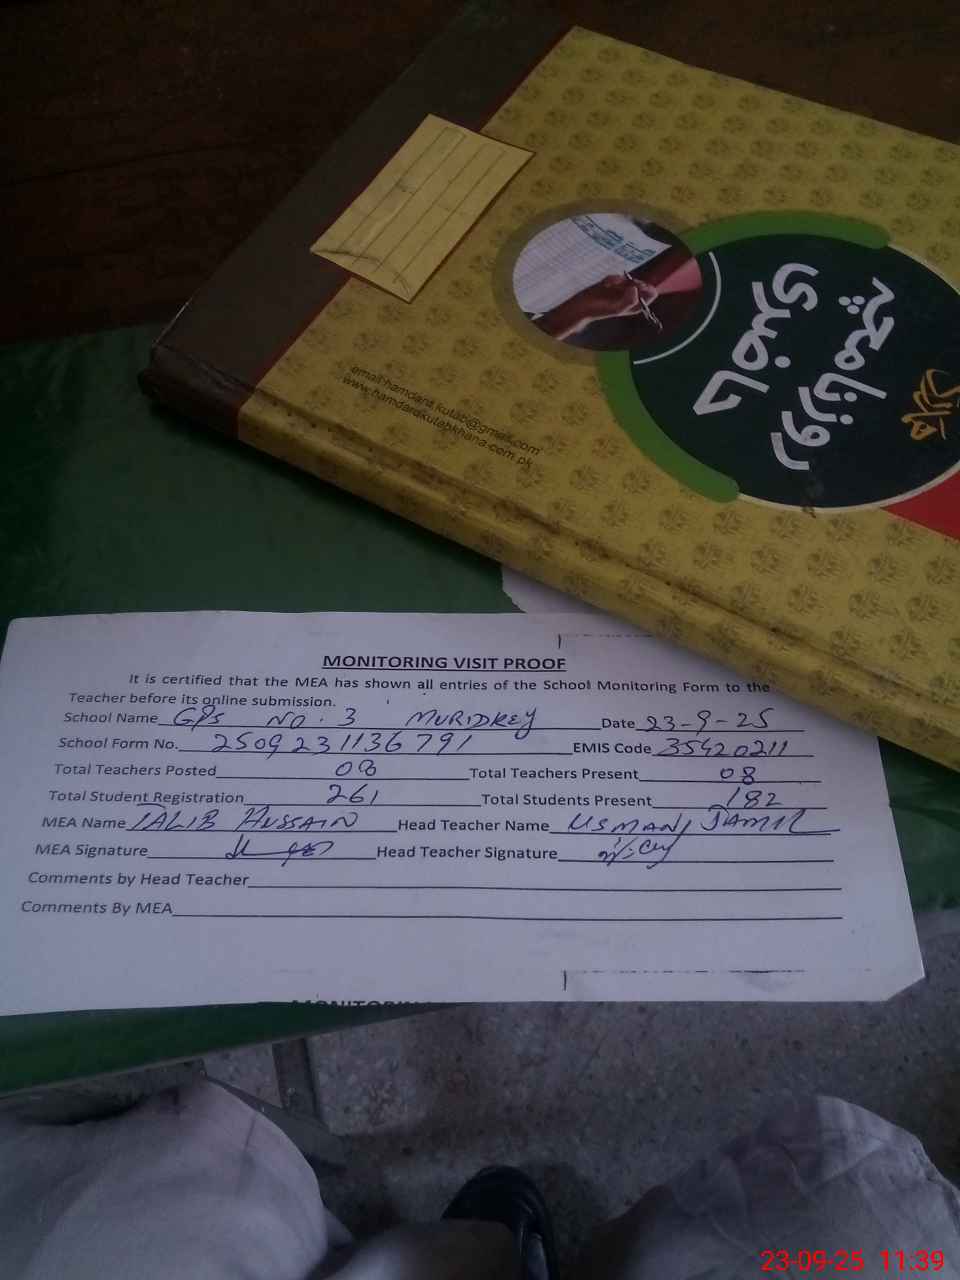 روزنامچہ
حاضری
email:hamdard.kutab@gmail.com
www.hamdardkutabkhana.com.pk
MONITORING VISIT PROOF
It is certified that the MEA has shown all entries of the School Monitoring Form to the
Teacher before its online submission.
School Name GPS NO. 3 MURIDKEY Date 23-9-25
School Form No. 2509231136791 EMIS Code 35420211
Total Teachers Posted 08 Total Teachers Present 08
Total Student Registration 261 Total Students Present 182
MEA Name TALIB HUSSAIN Head Teacher Name USMAN JAMIL
MEA Signature Head Teacher Signature
Comments by Head Teacher
Comments By MEA
23-09-25 11:39